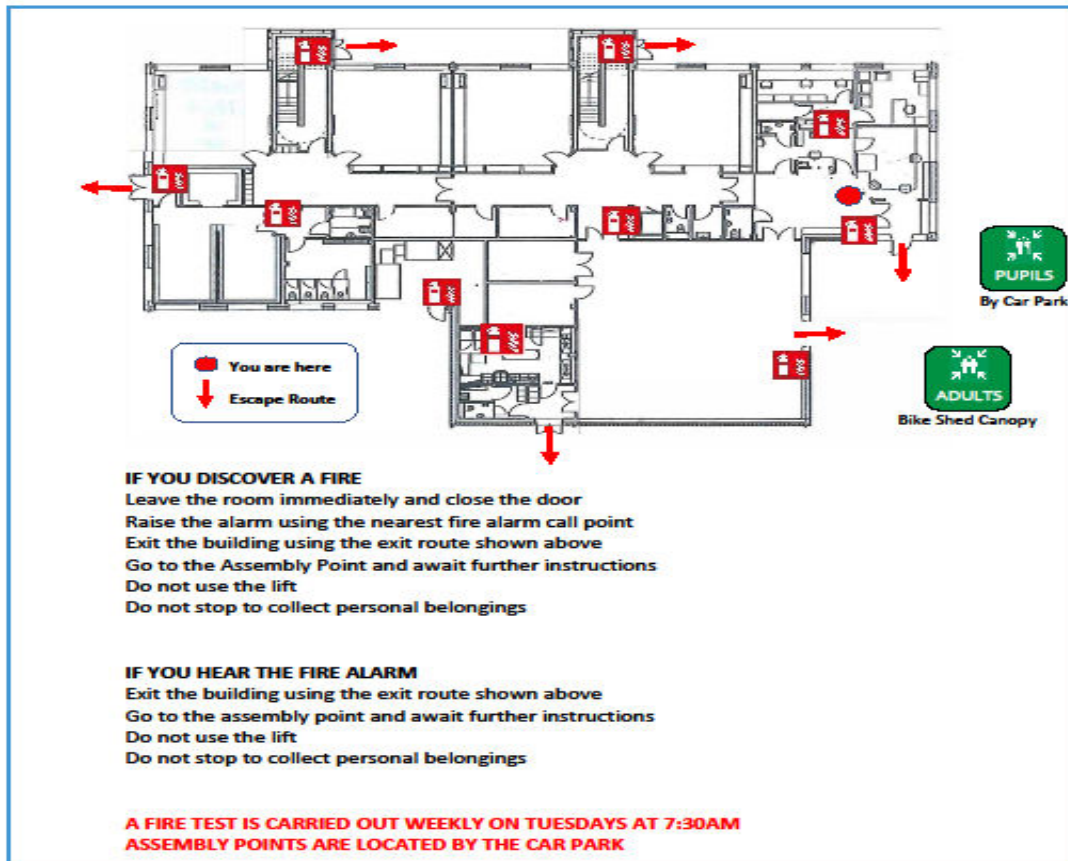 PUPILS
By Car Park
You are here
Escape Route
ADULTS
Bike Shed Canopy
IF YOU DISCOVER A FIRE
Leave the room immediately and close the door
Raise the alarm using the nearest fire alarm call point
Exit the building using the exit route shown above
Go to the Assembly Point and await further instructions
Do not use the lift
Do not stop to collect personal belongings
IF YOU HEAR THE FIRE ALARM
Exit the building using the exit route shown above
Go to the assembly point and await further instructions
Do not use the lift
Do not stop to collect personal belongings
A FIRE TEST IS CARRIED OUT WEEKLY ON TUESDAYS AT 7:30AM
ASSEMBLY POINTS ARE LOCATED BY THE CAR PARK